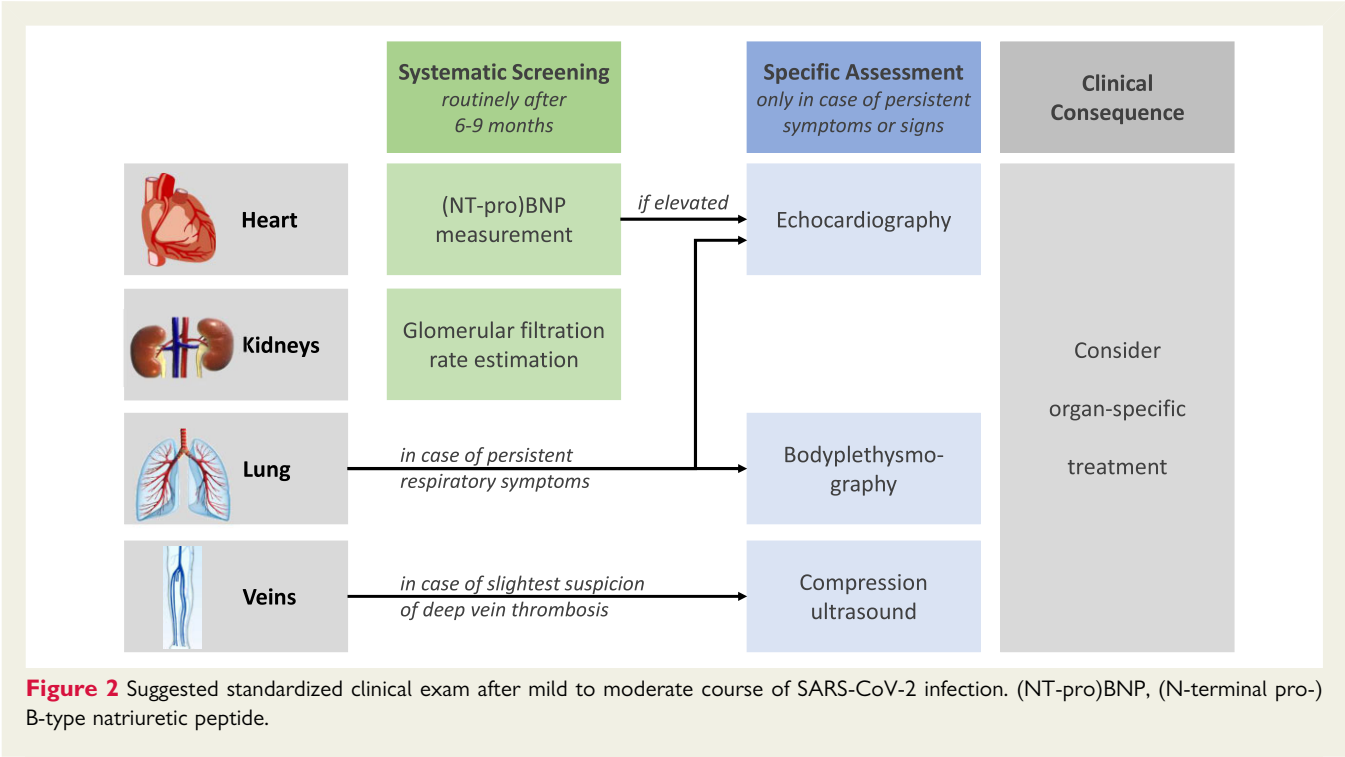 Systematic Screening
routinely after
6-9 months
Specific Assessment
only in case of persistent
symptoms or signs
Clinical
Consequence
Heart
(NT-pro)BNP
measurement
if elevated
Echocardiography
Kidneys
Glomerular filtration
rate estimation
Lung
in case of persistent
respiratory symptoms
Bodyplethysmo-
graphy
Veins
in case of slightest suspicion
of deep vein thrombosis
Compression
ultrasound
Consider
organ-specific
treatment
Figure 2 Suggested standardized clinical exam after mild to moderate course of SARS-CoV-2 infection. (NT-pro)BNP, (N-terminal pro-)
B-type natriuretic peptide.